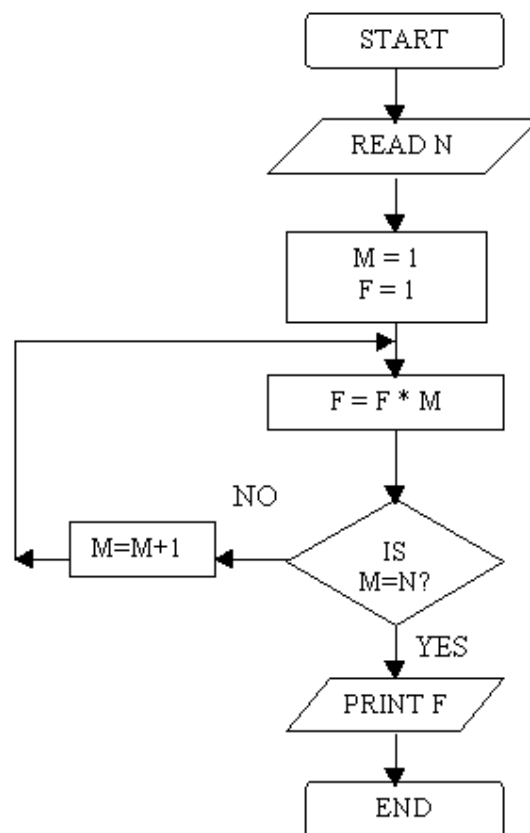 START
READ N
M = 1
F = 1
F = F * M
NO
M=M+1
IS
M=N?
YES
PRINT F
END